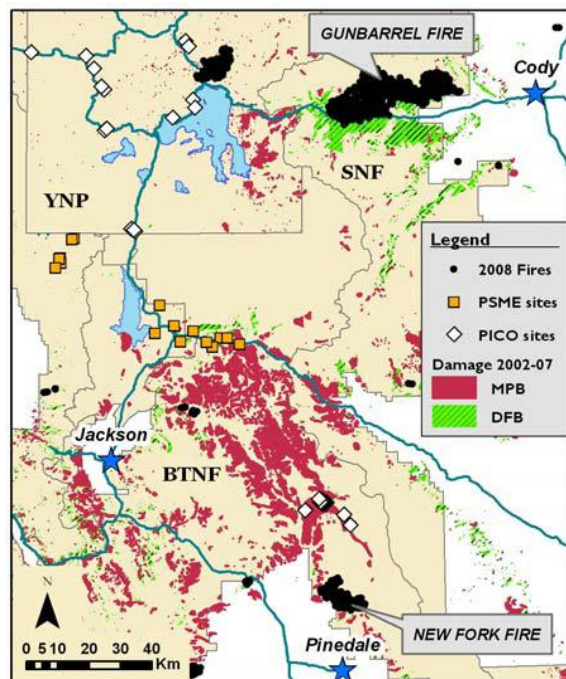 GUNBARREL FIRE
Cody
SNF
YNP
Legend
2008 Fires
PSME sites
PICO sites
Damage 2002-07
MPB
DFB
Jackson
BTNF
N
NEW FORK FIRE
0 5 10 20 30 40
Km
Pinedale